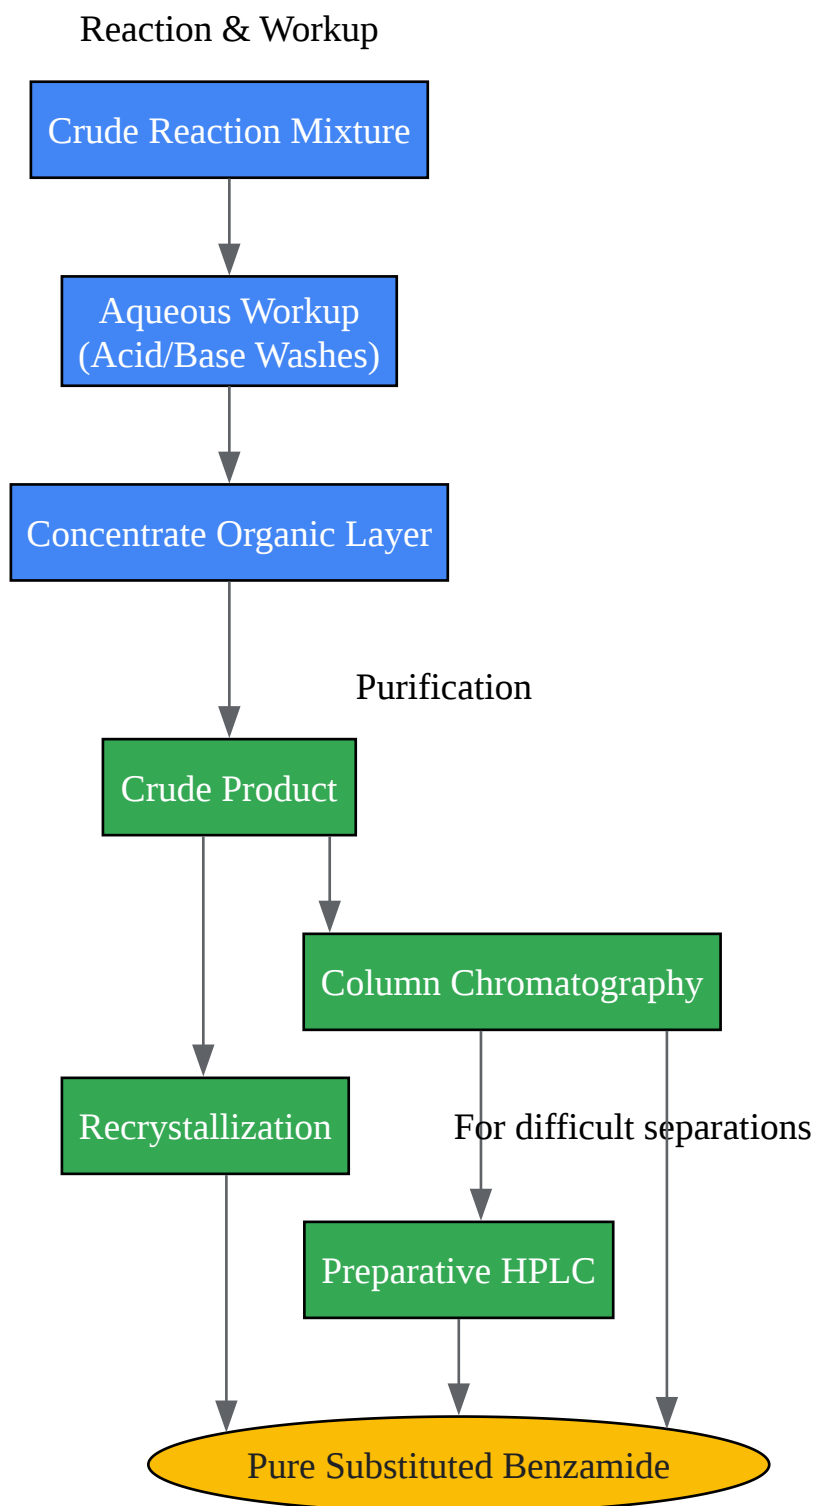 Reaction & Workup
Crude Reaction Mixture
Aqueous Workup
(Acid/Base Washes)
Concentrate Organic Layer
Purification
Crude Product
Column Chromatography
Recrystallization
For difficult separations
Preparative HPLC
Pure Substituted Benzamide